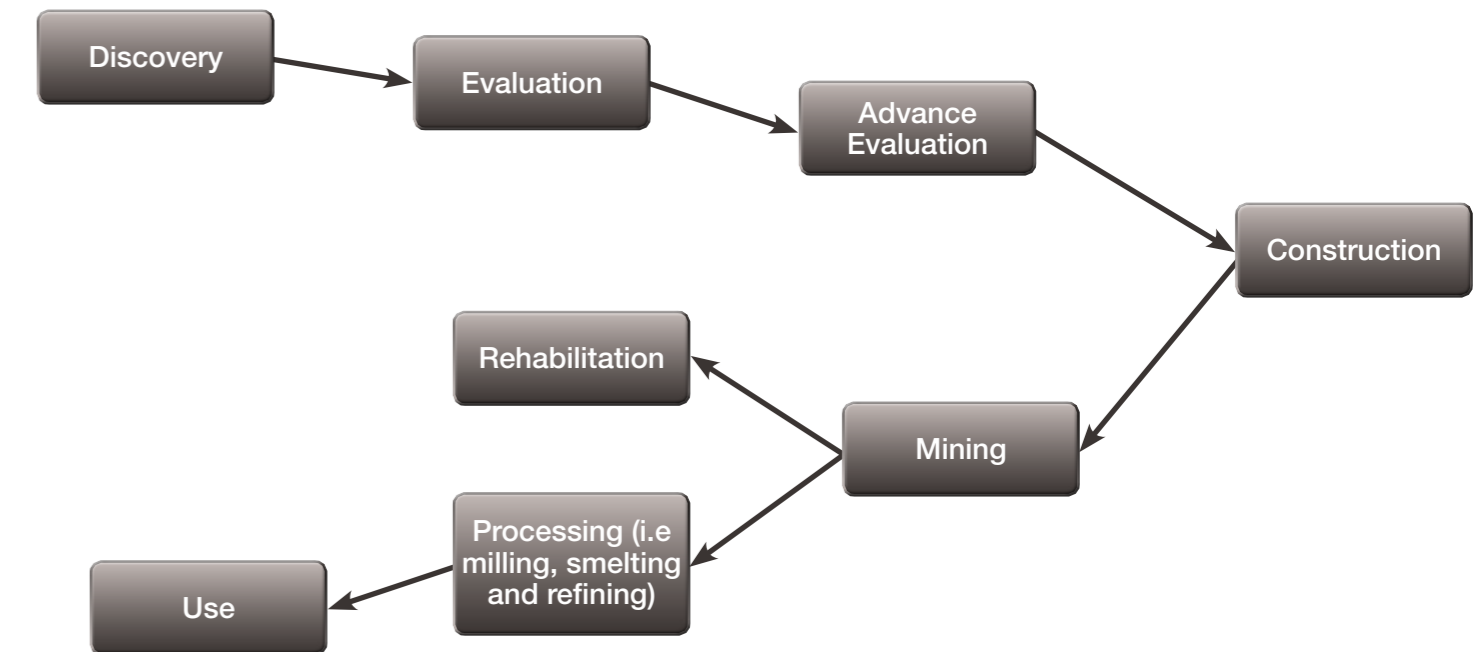 Discovery
Evaluation
Advance
Evaluation
Construction
Rehabilitation
Mining
Processing (i.e
milling, smelting
and refining)
Use